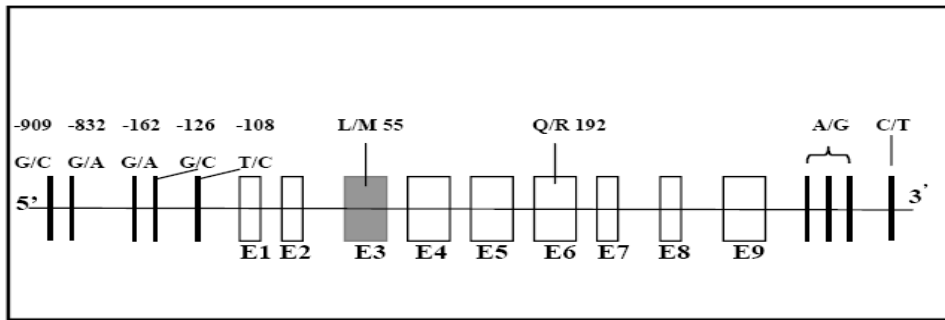 -909 -832 -162 -126 -108 L/M 55 Q/R 192 A/G C/T
G/C G/A G/A G/C T/C
5’ 3’
E1 E2 E3 E4 E5 E6 E7 E8 E9